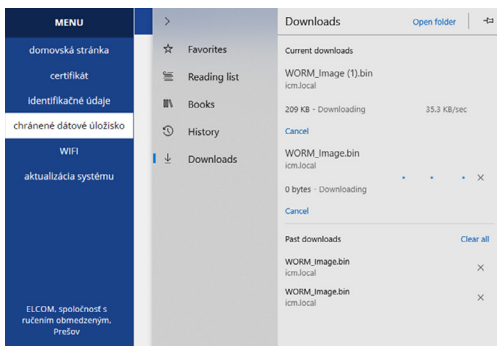 MENU
domovská stránka
certifikát
identifikačné údaje
chránené dátové úložisko
WIFI
aktualizácia systému
ELCOM, spoločnosť s
ručením obmedzeným,
Prešov
Favorites
Reading list
Books
History
Downloads
Downloads
Open folder
Current downloads
WORM_Image (1).bin
icm.local
209 KB - Downloading 35.3 KB/sec
Cancel
WORM_Image.bin
icm.local
0 bytes - Downloading
Cancel
Past downloads Clear all
WORM_Image.bin
icm.local
WORM_Image.bin
icm.local